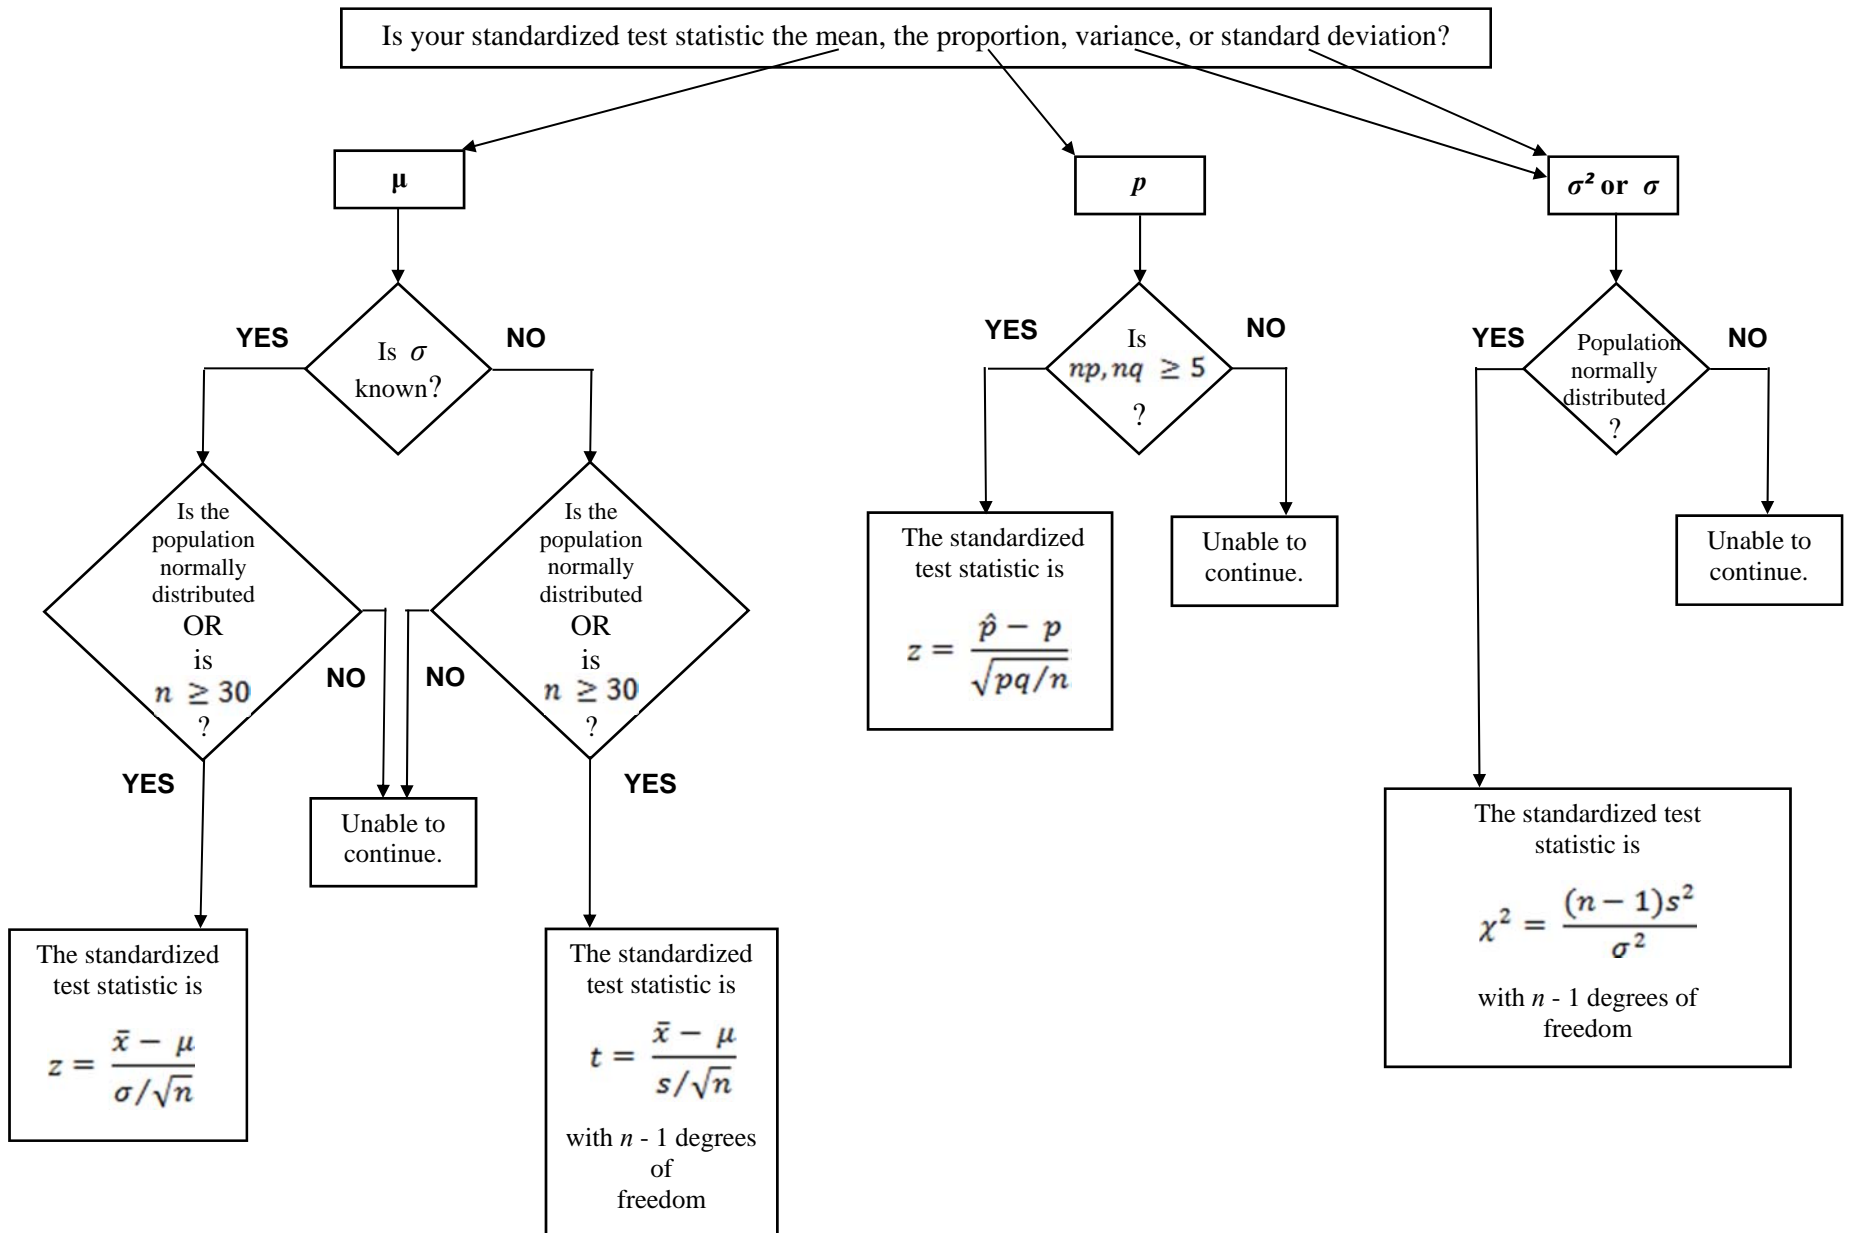 Is your standardized test statistic the mean, the proportion, variance, or standard deviation?
μ
p
σ² or σ
YES
Is σ
known?
NO
YES
Is
np, nq ≥ 5
?
NO
YES
Population
normally
distributed
?
NO
Is the
population
normally
distributed
OR
is
n ≥ 30
?
NO
YES
Is the
population
normally
distributed
OR
is
n ≥ 30
?
NO
YES
Unable to
continue.
The standardized
test statistic is
z = (x̄ − μ) / (σ/√n)
The standardized
test statistic is
t = (x̄ − μ) / (s/√n)
with n - 1 degrees
of
freedom
The standardized
test statistic is
z = (p̂ − p) / √(pq/n)
Unable to
continue.
Unable to
continue.
The standardized test
statistic is
χ² = (n − 1)s² / σ²
with n - 1 degrees of
freedom